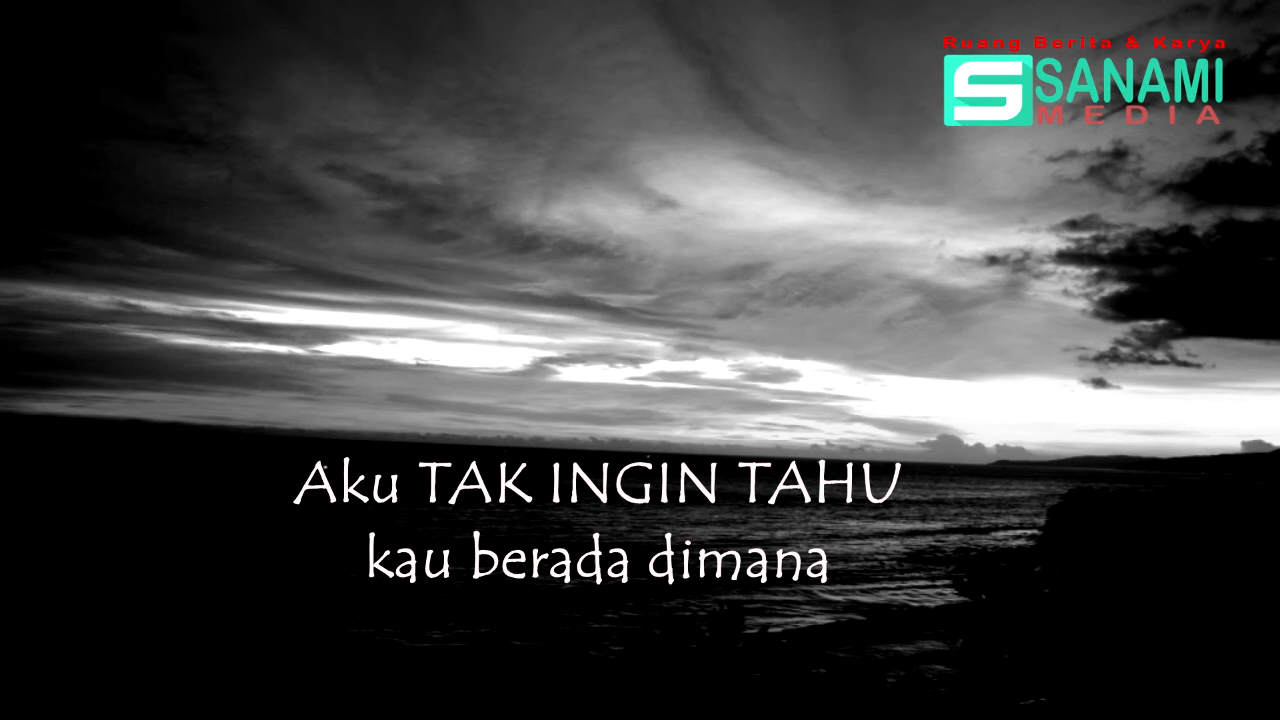 Ruang Berita & Karya
S SANAMI
MEDIA
Aku TAK INGIN TAHU
kau berada dimana